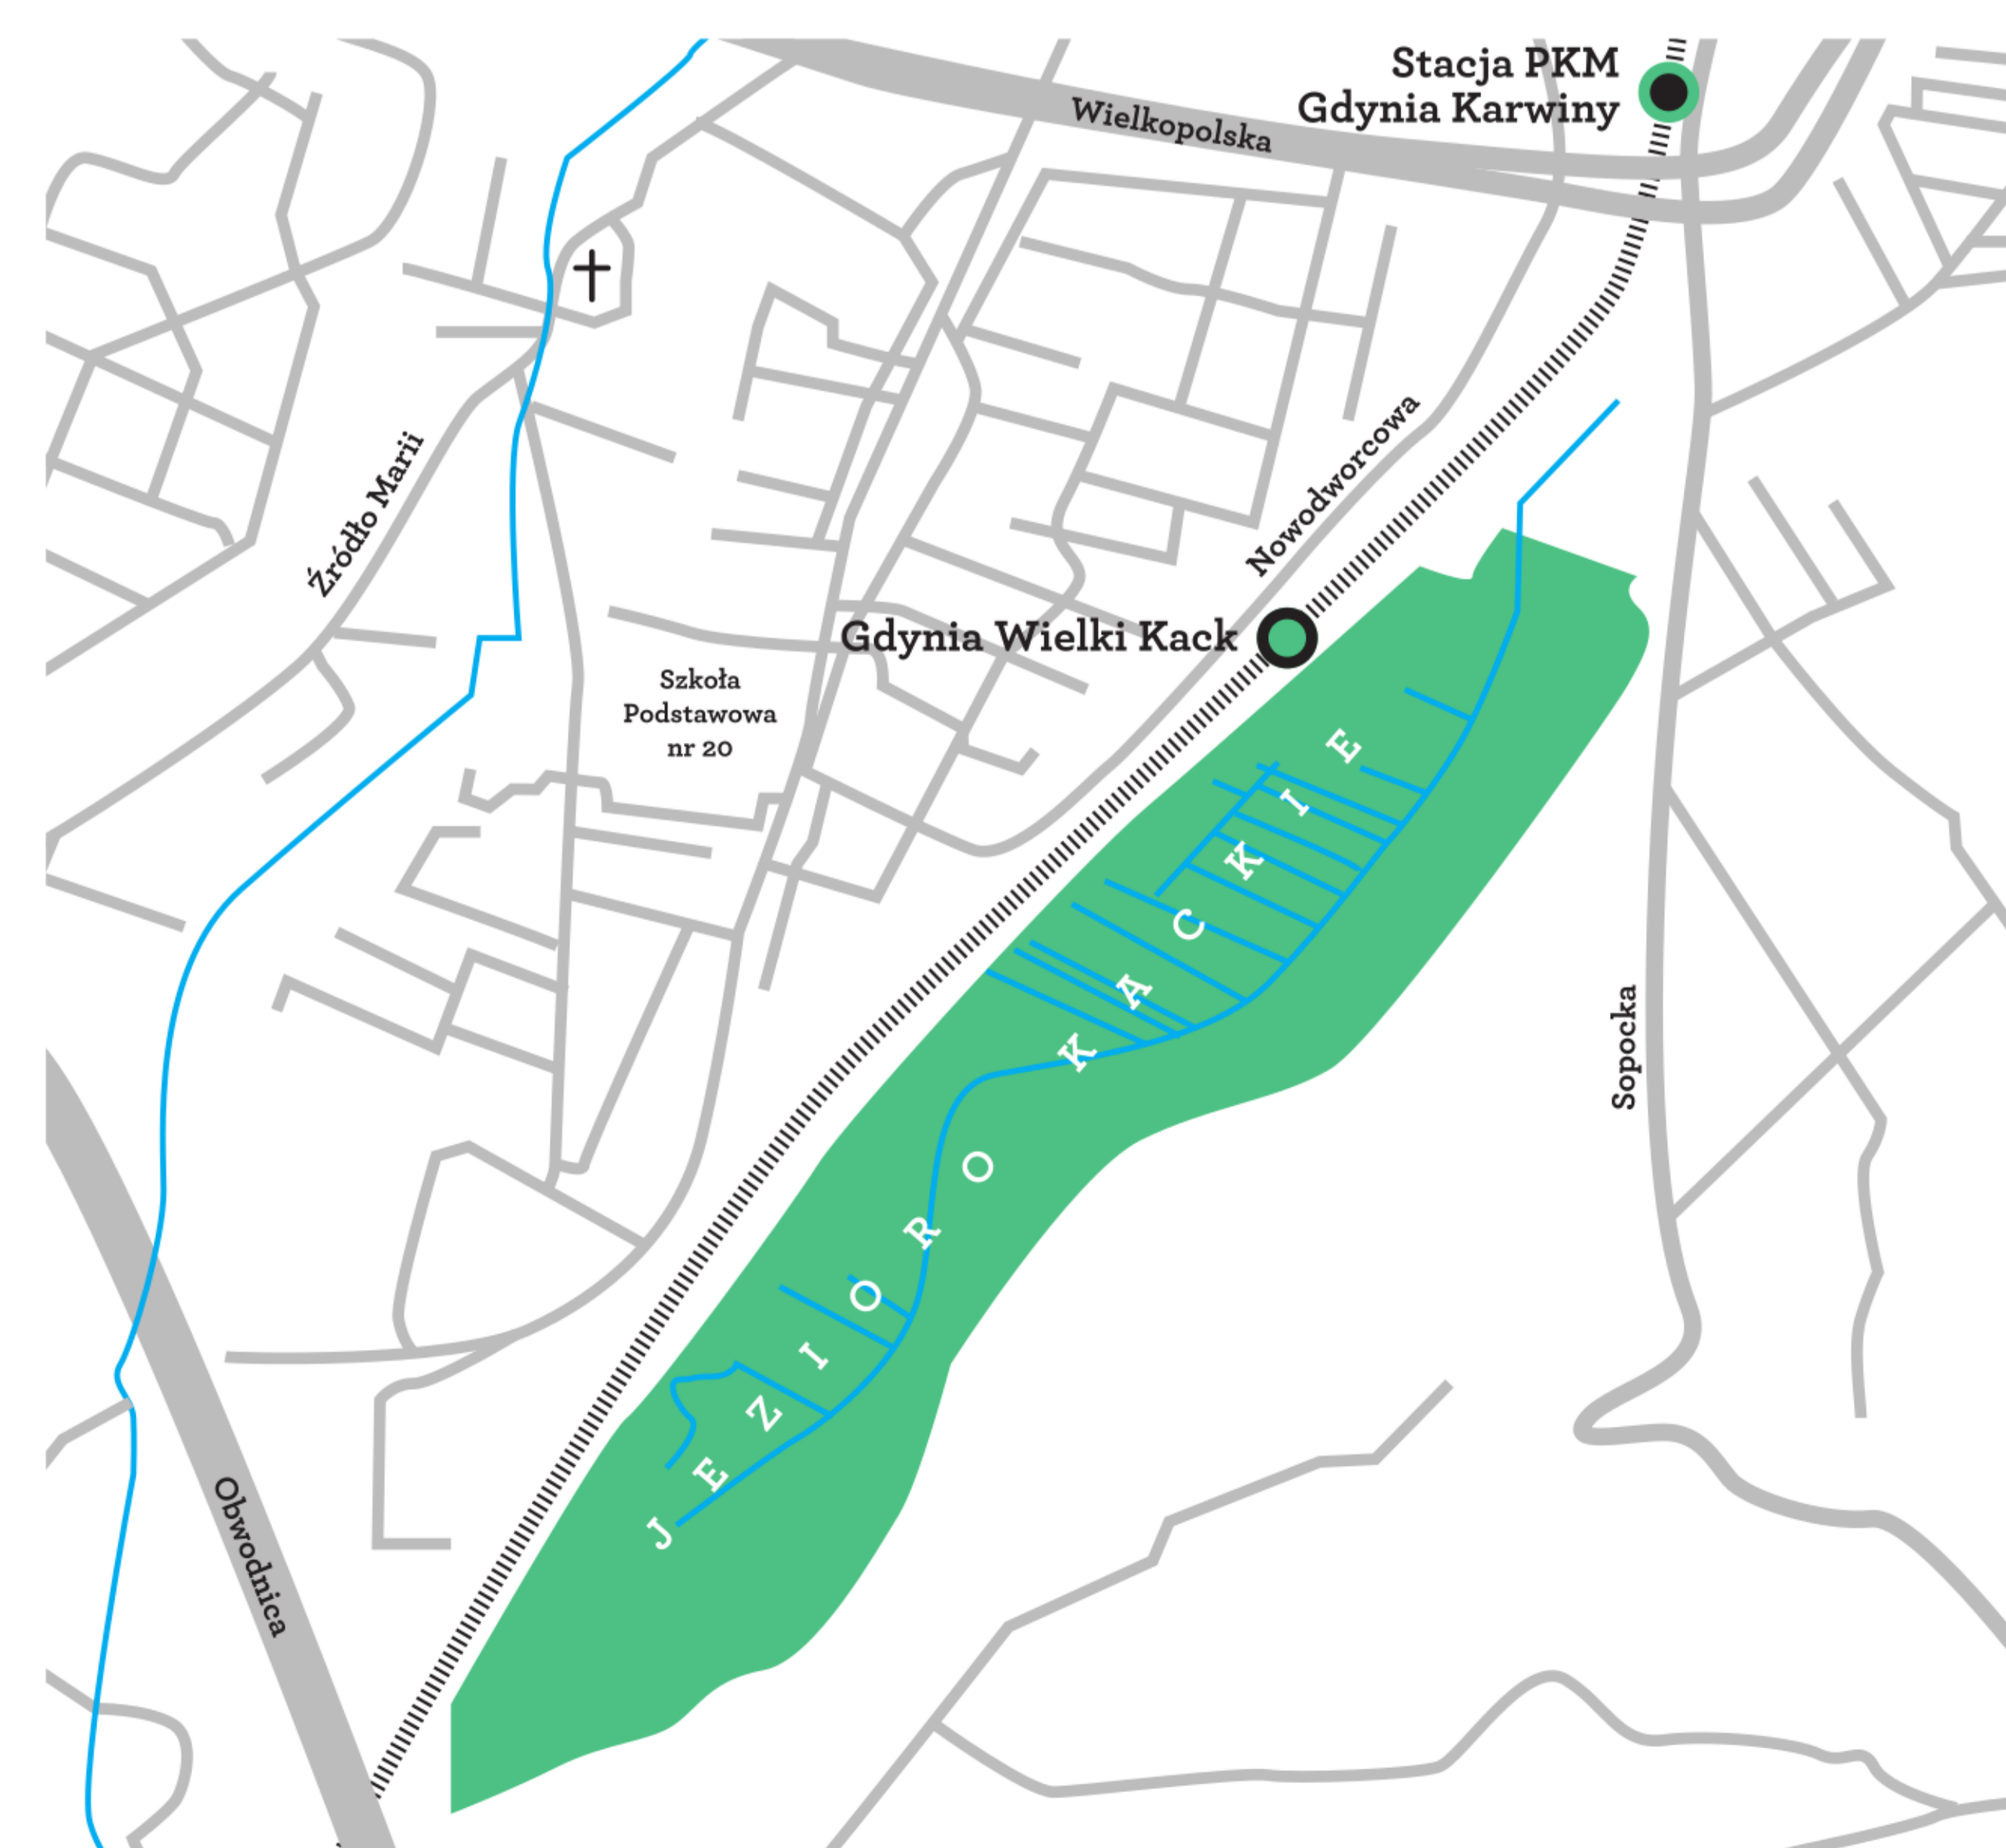 Stacja PKM
Gdynia Karwiny
Wielkopolska
Źródło Marii
Nowodworcowa
Gdynia Wielki Kack
Szkoła
Podstawowa
nr 20
JEZIORO KACKIE
Sopocka
Obwodnica